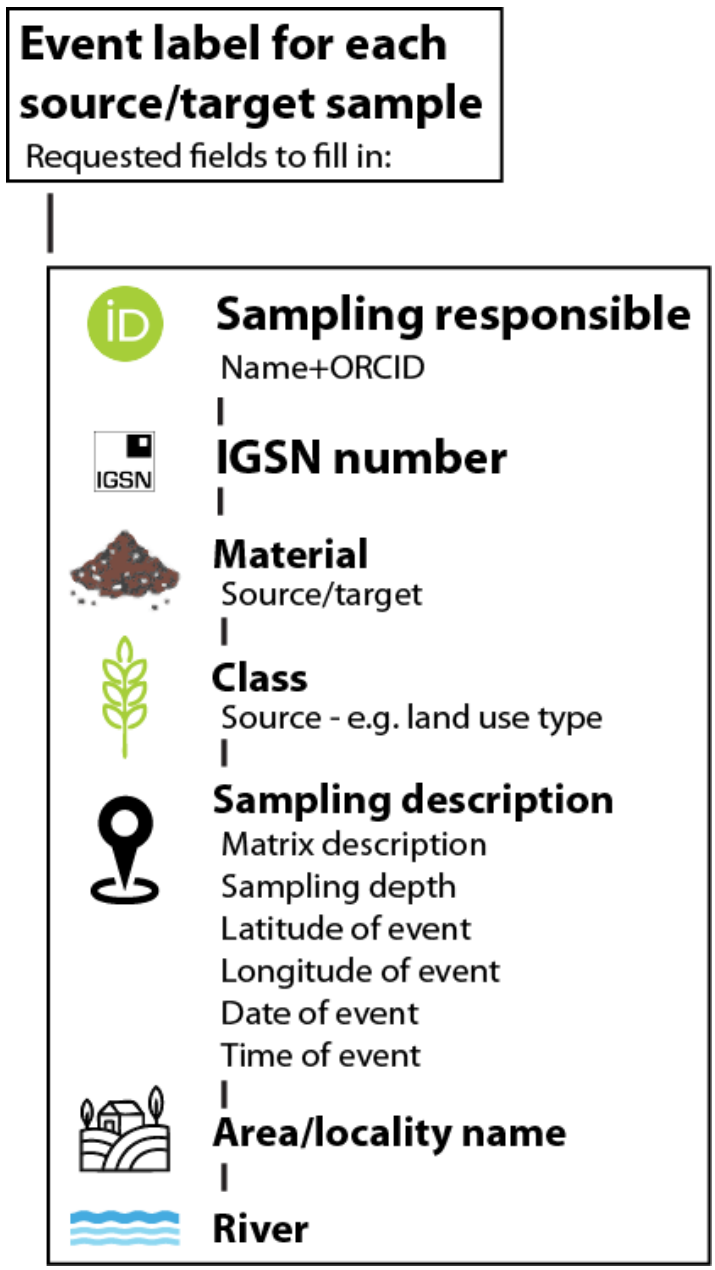 Event label for each
source/target sample
Requested fields to fill in:
iD
Sampling responsible
Name+ORCID
IGSN
IGSN number
Material
Source/target
Class
Source - e.g. land use type
Sampling description
Matrix description
Sampling depth
Latitude of event
Longitude of event
Date of event
Time of event
Area/locality name
River